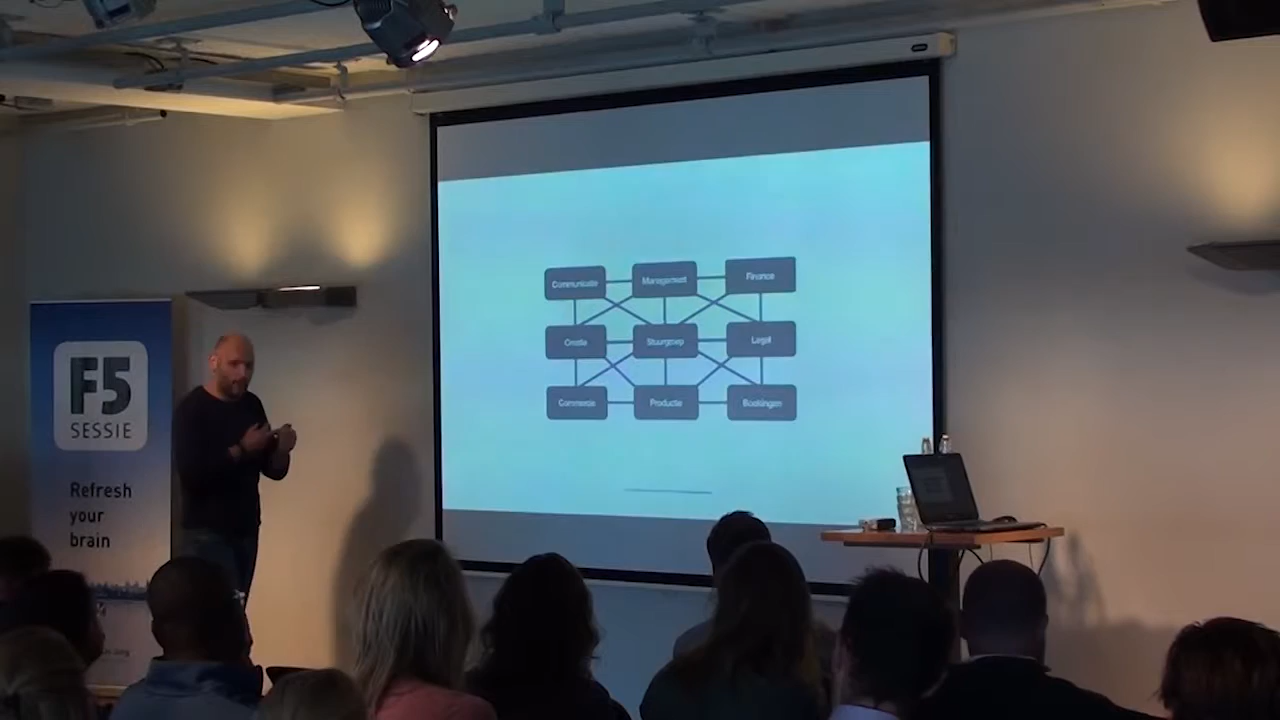 F5
SESSIE
Refresh
your
brain
Communicatie
Management
Finance
Creatie
Stuurgroep
Legal
Commercie
Productie
Boekingen